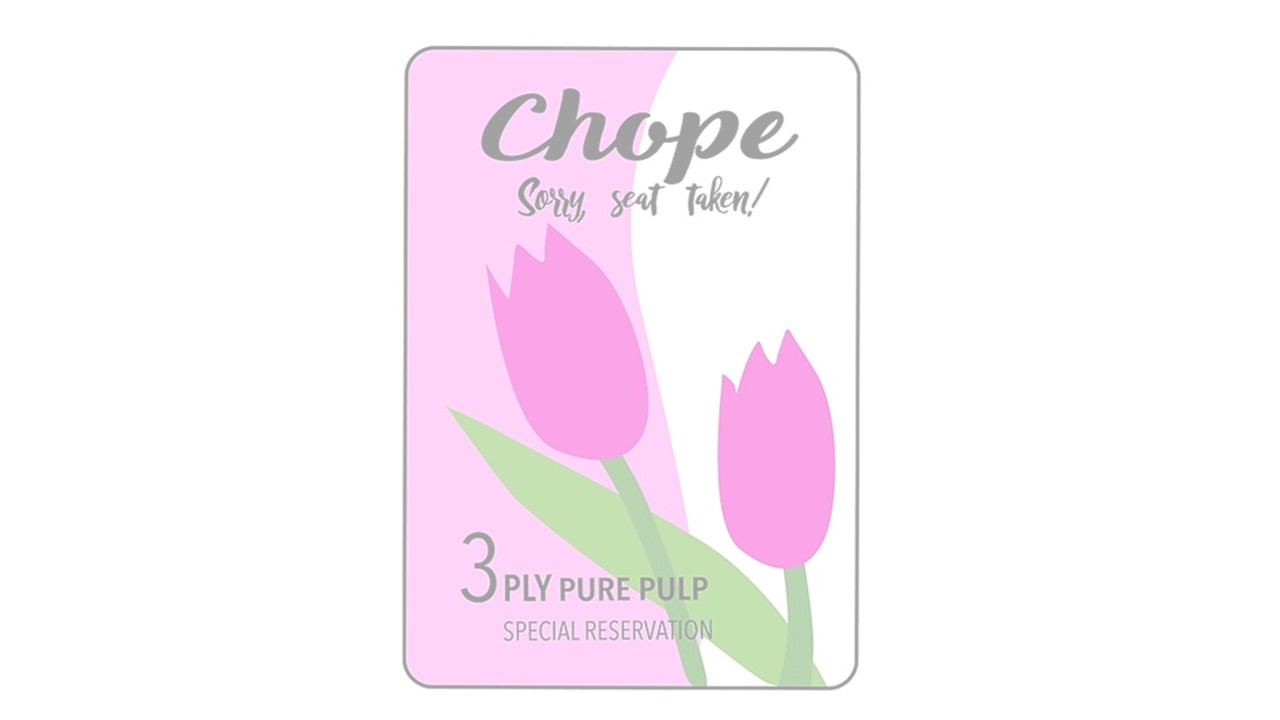 Chope
Sorry, seat taken!
3 PLY PURE PULP
SPECIAL RESERVATION